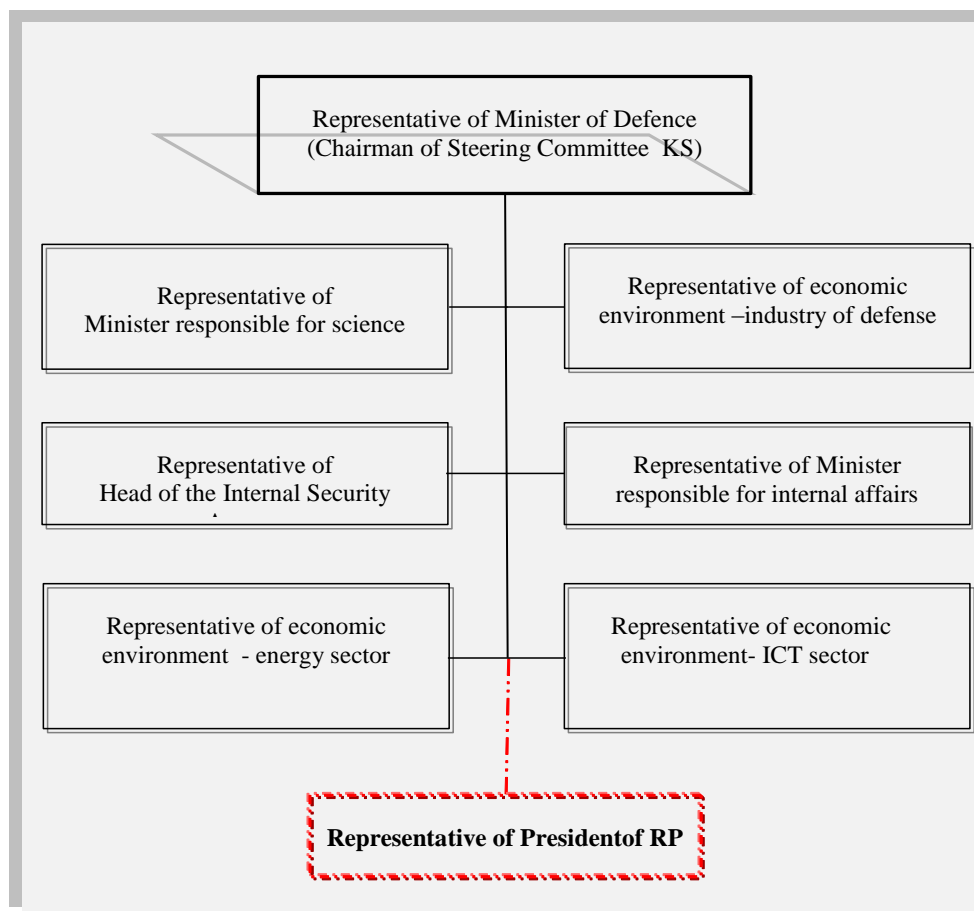 Representative of Minister of Defence
(Chairman of Steering Committee KS)
Representative of
Minister responsible for science
Representative of economic
environment –industry of defense
Representative of
Head of the Internal Security
Representative of Minister
responsible for internal affairs
Representative of economic
environment - energy sector
Representative of economic
environment- ICT sector
Representative of Presidentof RP